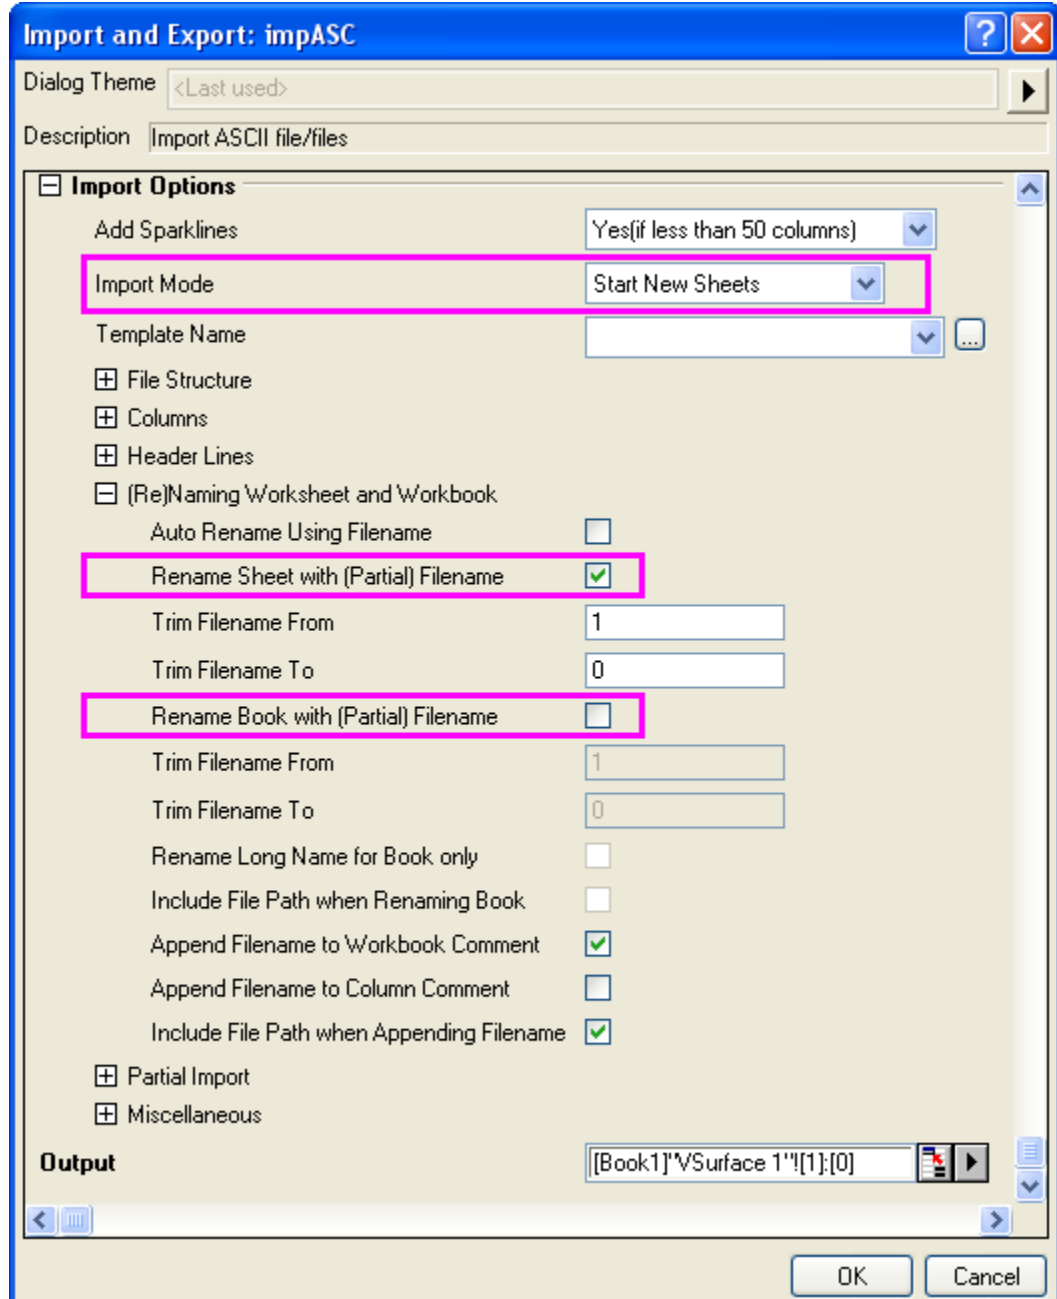 Import and Export: impASC
Dialog Theme <Last used>
Description Import ASCII file/files
Import Options
Add Sparklines Yes(if less than 50 columns)
Import Mode Start New Sheets
Template Name ...
File Structure
Columns
Header Lines
(Re)Naming Worksheet and Workbook
Auto Rename Using Filename
Rename Sheet with (Partial) Filename
Trim Filename From 1
Trim Filename To 0
Rename Book with (Partial) Filename
Trim Filename From 1
Trim Filename To 0
Rename Long Name for Book only
Include File Path when Renaming Book
Append Filename to Workbook Comment
Append Filename to Column Comment
Include File Path when Appending Filename
Partial Import
Miscellaneous
Output [Book1]"VSurface 1"![1]:[0]
OK Cancel